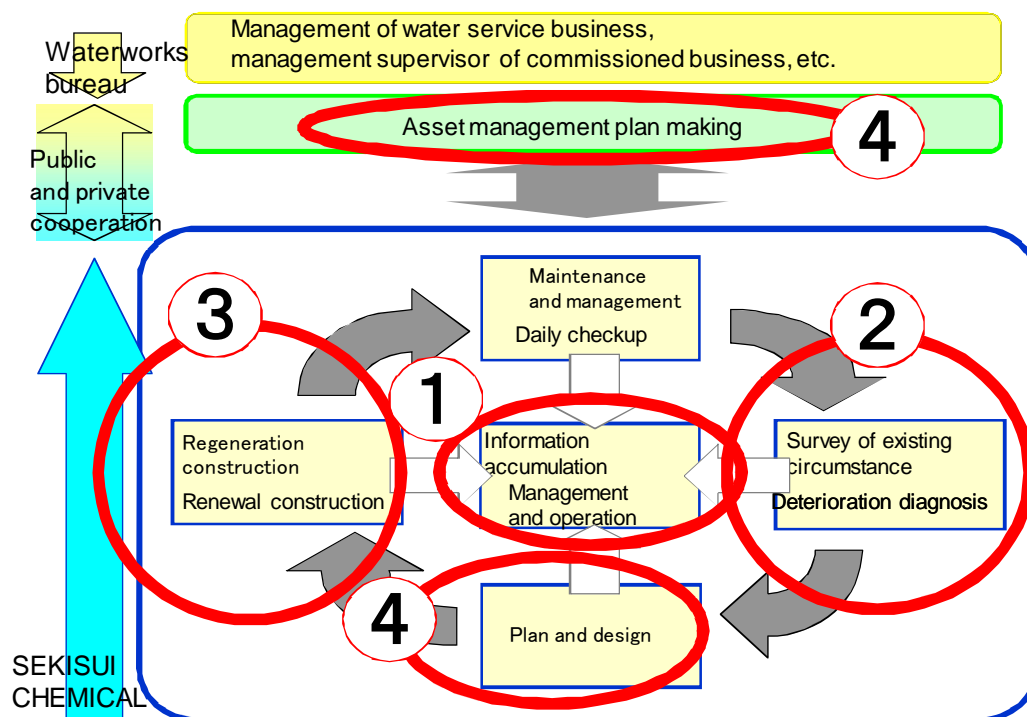 Management of water service business,
management supervisor of commissioned business, etc.
Waterworks
bureau
Asset management plan making
4
Public
and private
cooperation
Maintenance
and management
Daily checkup
3
2
1
Regeneration
construction
Renewal construction
Information
accumulation
Management
and operation
Survey of existing
circumstance
Deterioration diagnosis
4
Plan and design
SEKISUI
CHEMICAL